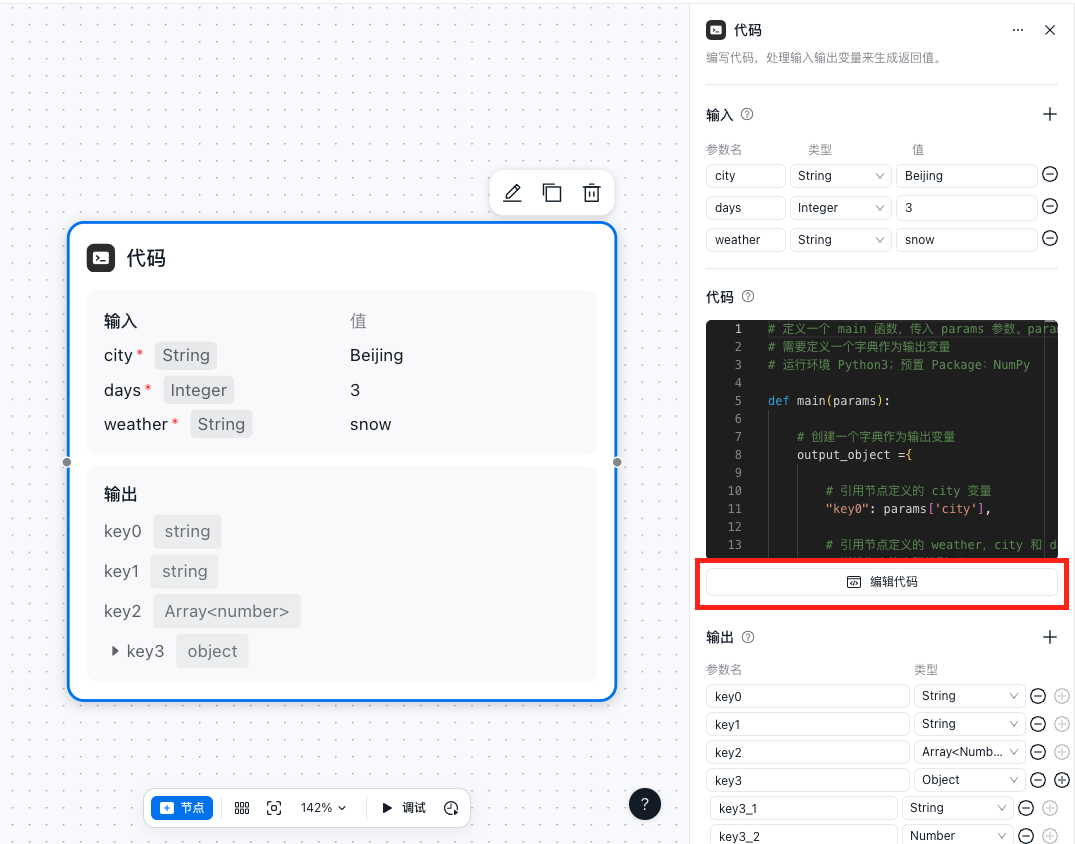 代码
输入 值
city * String Beijing
days * Integer 3
weather * String snow
输出
key0 string
key1 string
key2 Array<number>
key3 object
节点 142% 调试 ?
代码
编写代码，处理输入输出变量来生成返回值。
输入
参数名 类型 值
city String Beijing
days Integer 3
weather String snow
代码
1 # 定义一个 main 函数，传入 params 参数。para
2 # 需要定义一个字典作为输出变量
3 # 运行环境 Python3；预置 Package：NumPy
4
5 def main(params):
6
7 # 创建一个字典作为输出变量
8 output_object ={
9
10 # 引用节点定义的 city 变量
11 "key0": params['city'],
12
13 # 引用节点定义的 weather，city 和 d
编辑代码
输出
参数名 类型
key0 String
key1 String
key2 Array<Numb...
key3 Object
key3_1 String
key3_2 Number